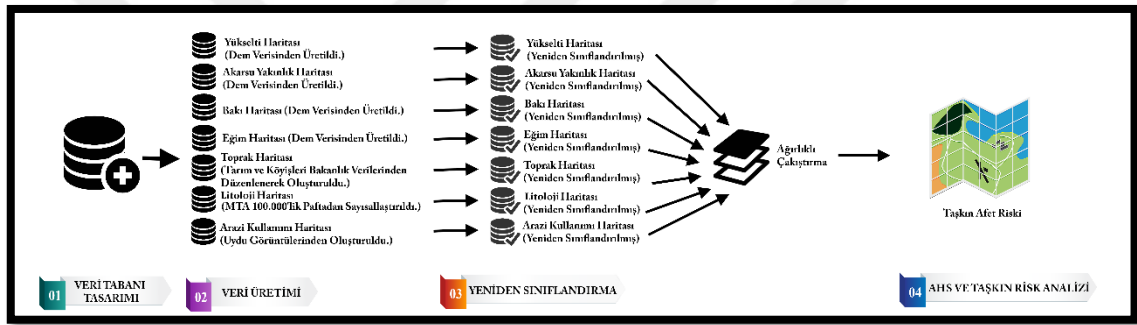 Yükselti Haritası
(Dem Verisinden Üretildi.)
Akarsu Yakınlık Haritası
(Dem Verisinden Üretildi.)
Bakı Haritası (Dem Verisinden Üretildi.)
Eğim Haritası (Dem Verisinden Üretildi.)
Toprak Haritası
(Tarım ve Köyişleri Bakanlık Verilerinden
Düzenlenerek Oluşturuldu.)
Litoloji Haritası
(MTA 100.000'lik Paftadan Sayısallaştırıldı.)
Arazi Kullanımı Haritası
(Uydu Görüntülerinden Oluşturuldu.)
Yükselti Haritası
(Yeniden Sınıflandırılmış)
Akarsu Yakınlık Haritası
(Yeniden Sınıflandırılmış)
Bakı Haritası
(Yeniden Sınıflandırılmış)
Eğim Haritası
(Yeniden Sınıflandırılmış)
Toprak Haritası
(Yeniden Sınıflandırılmış)
Litoloji Haritası
(Yeniden Sınıflandırılmış)
Arazi Kullanımı Haritası
(Yeniden Sınıflandırılmış)
Ağırlıklı
Çakıştırma
Taşkın Afet Riski
01 VERİ TABANI
TASARIMI
02 VERİ ÜRETİMİ
03 YENİDEN SINIFLANDIRMA
04 AHS VE TAŞKIN RİSK ANALİZİ